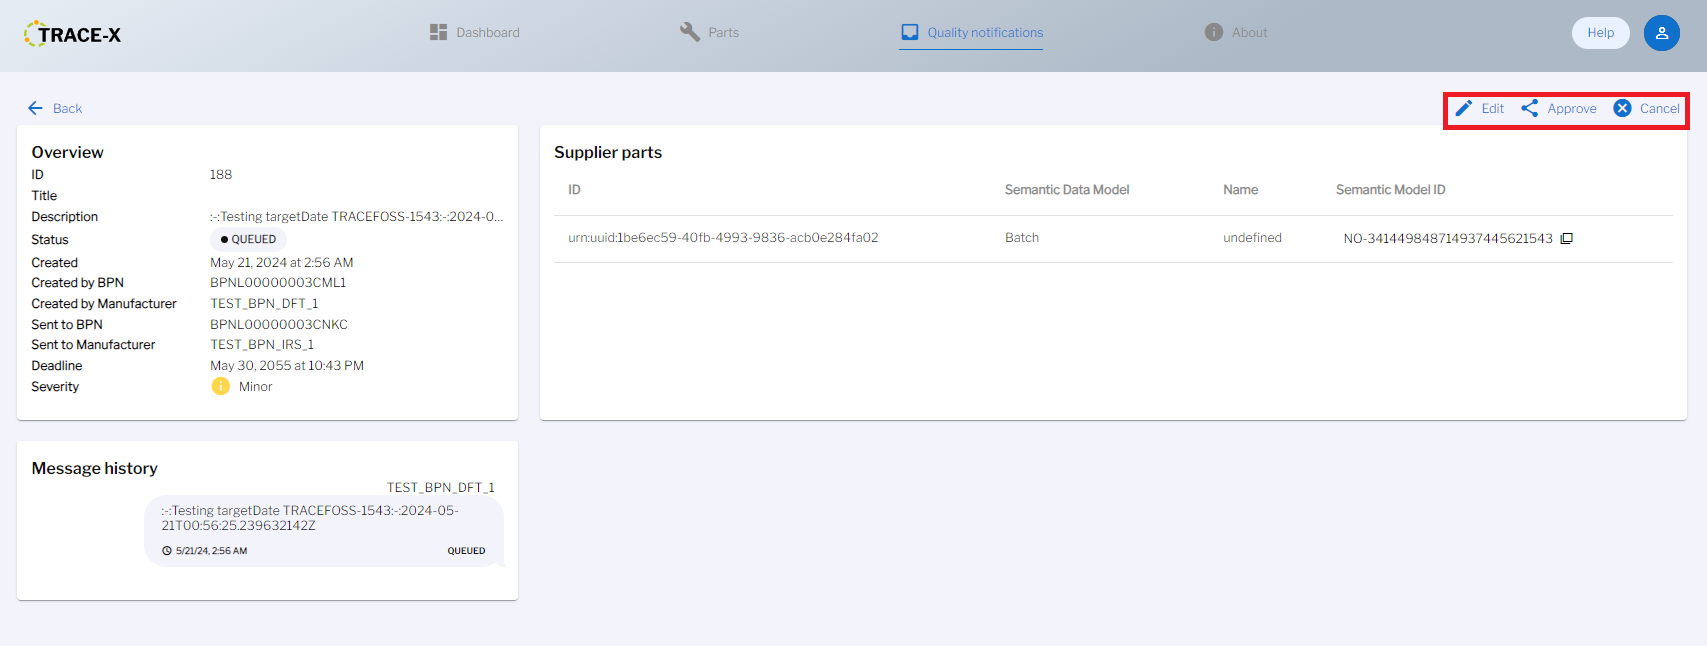 TRACE-X
Dashboard
Parts
Quality notifications
About
Help
Back
Edit
Approve
Cancel
Overview
ID 188
Title
Description :-:Testing targetDate TRACEFOSS-1543:-:2024-0...
Status QUEUED
Created May 21, 2024 at 2:56 AM
Created by BPN BPNL00000003CML1
Created by Manufacturer TEST_BPN_DFT_1
Sent to BPN BPNL00000003CNKC
Sent to Manufacturer TEST_BPN_IRS_1
Deadline May 30, 2055 at 10:43 PM
Severity Minor
Supplier parts
ID Semantic Data Model Name Semantic Model ID
urn:uuid:1be6ec59-40fb-4993-9836-acb0e284fa02 Batch undefined NO-341449848714937445621543
Message history
TEST_BPN_DFT_1
:-:Testing targetDate TRACEFOSS-1543:-:2024-05-
21T00:56:25.239632142Z
5/21/24, 2:56 AM QUEUED